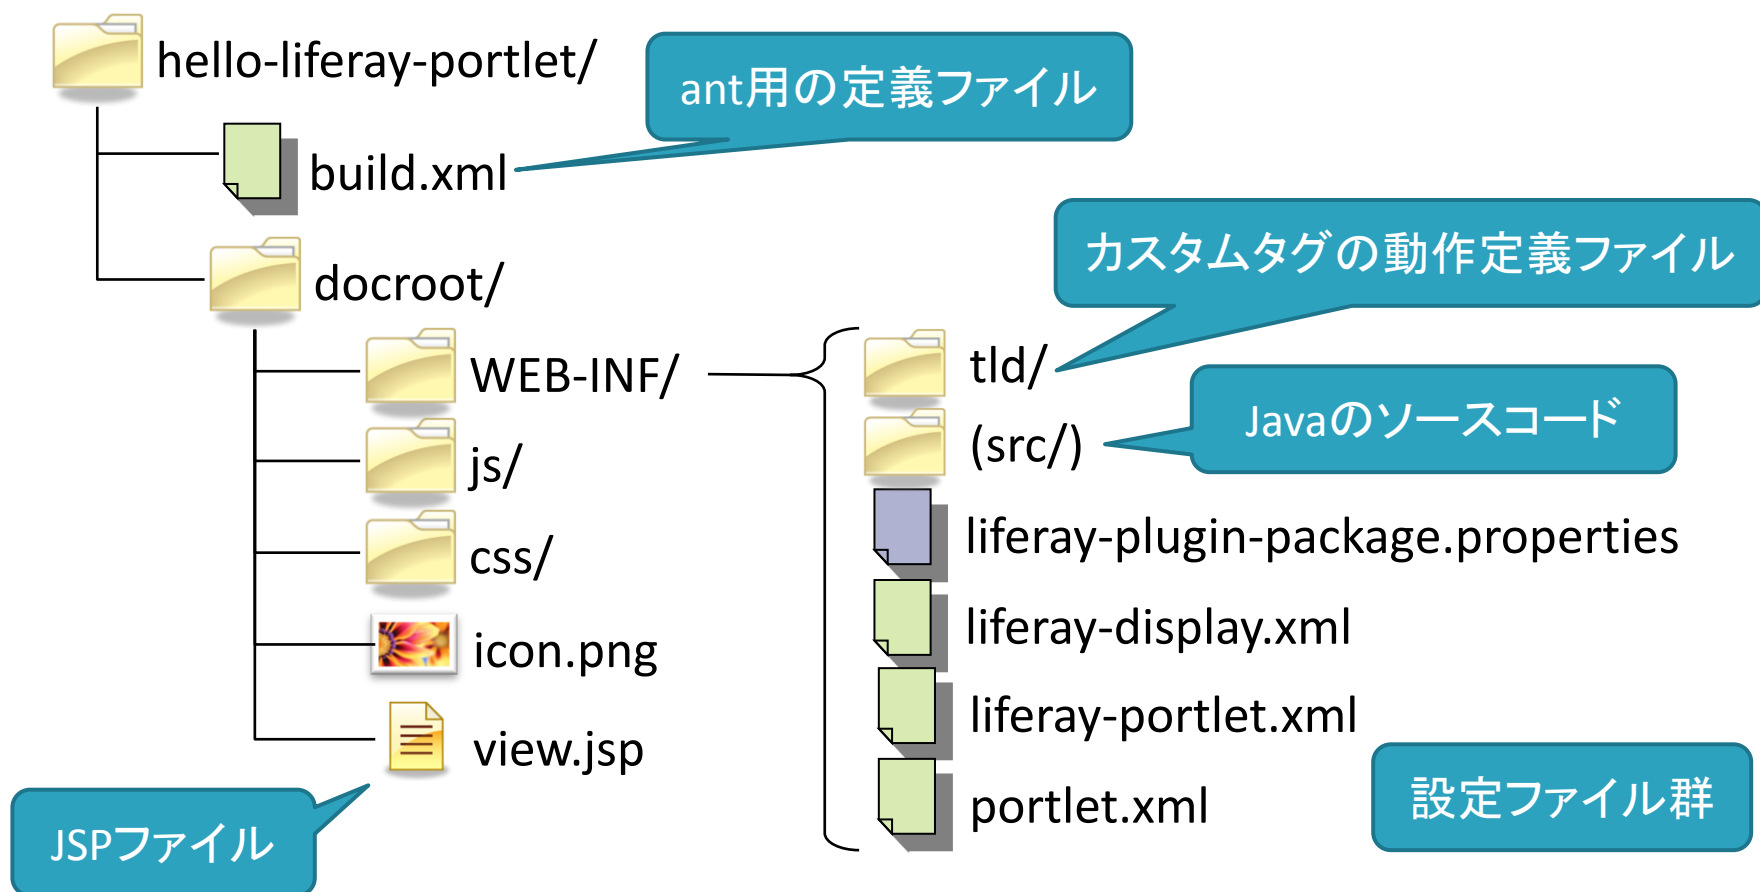 hello-liferay-portlet/
ant用の定義ファイル
build.xml
docroot/
カスタムタグの動作定義ファイル
WEB-INF/
tld/
js/
(src/)
Javaのソースコード
css/
liferay-plugin-package.properties
icon.png
liferay-display.xml
view.jsp
liferay-portlet.xml
portlet.xml
設定ファイル群
JSPファイル